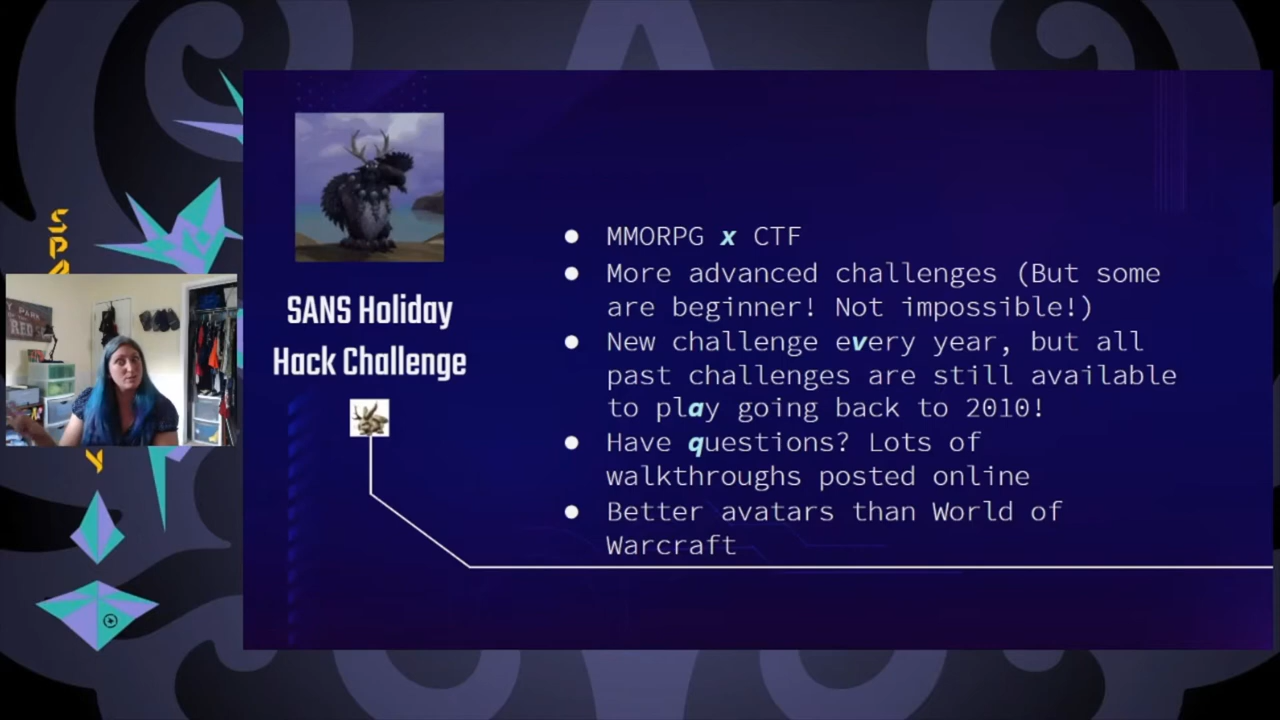 SANS Holiday
Hack Challenge
MMORPG x CTF
More advanced challenges (But some
are beginner! Not impossible!)
New challenge every year, but all
past challenges are still available
to play going back to 2010!
Have questions? Lots of
walkthroughs posted online
Better avatars than World of
Warcraft
PARK
RED